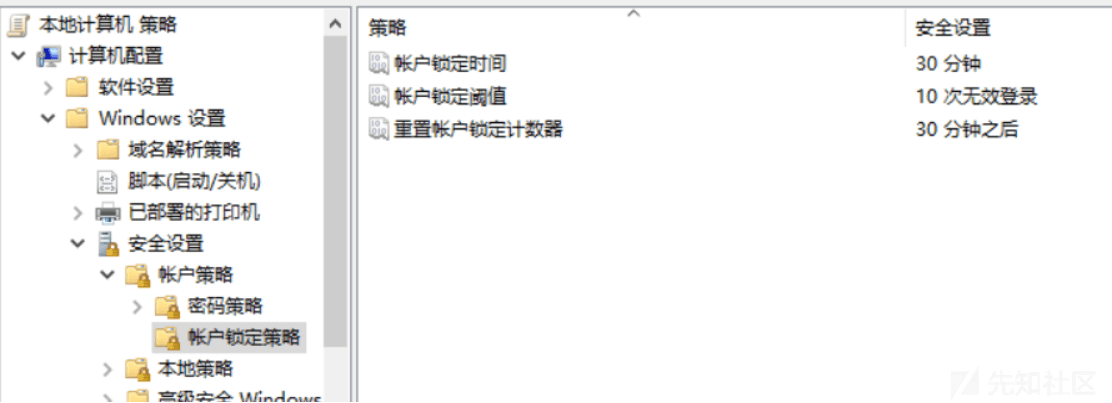 本地计算机 策略
计算机配置
软件设置
Windows 设置
域名解析策略
脚本(启动/关机)
已部署的打印机
安全设置
帐户策略
密码策略
帐户锁定策略
本地策略
高级安全 Windows
策略 安全设置
帐户锁定时间 30 分钟
帐户锁定阈值 10 次无效登录
重置帐户锁定计数器 30 分钟之后
先知社区